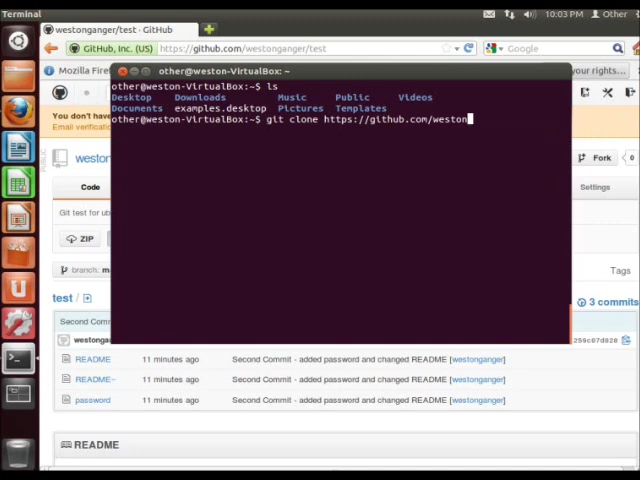 Terminal
10:03 PM
Other
westonganger/test · GitHub
GitHub, Inc. (US)
https://github.com/westonganger/test
Google
Mozilla Firef
your rights...
other@weston-VirtualBox: ~
other@weston-VirtualBox:~$ ls
Desktop Downloads Music Public Videos
Documents examples.desktop Pictures Templates
other@weston-VirtualBox:~$ git clone https://github.com/weston
You don't have
Email verificati
PUBLIC
weston
Fork
Code
Settings
Git test for ub
ZIP
branch: ma
Tags
test /
3 commits
Second Comm
westonganger
259c07d828
README 11 minutes ago Second Commit - added password and changed README [westonganger]
README~ 11 minutes ago Second Commit - added password and changed README [westonganger]
password 11 minutes ago Second Commit - added password and changed README [westonganger]
README